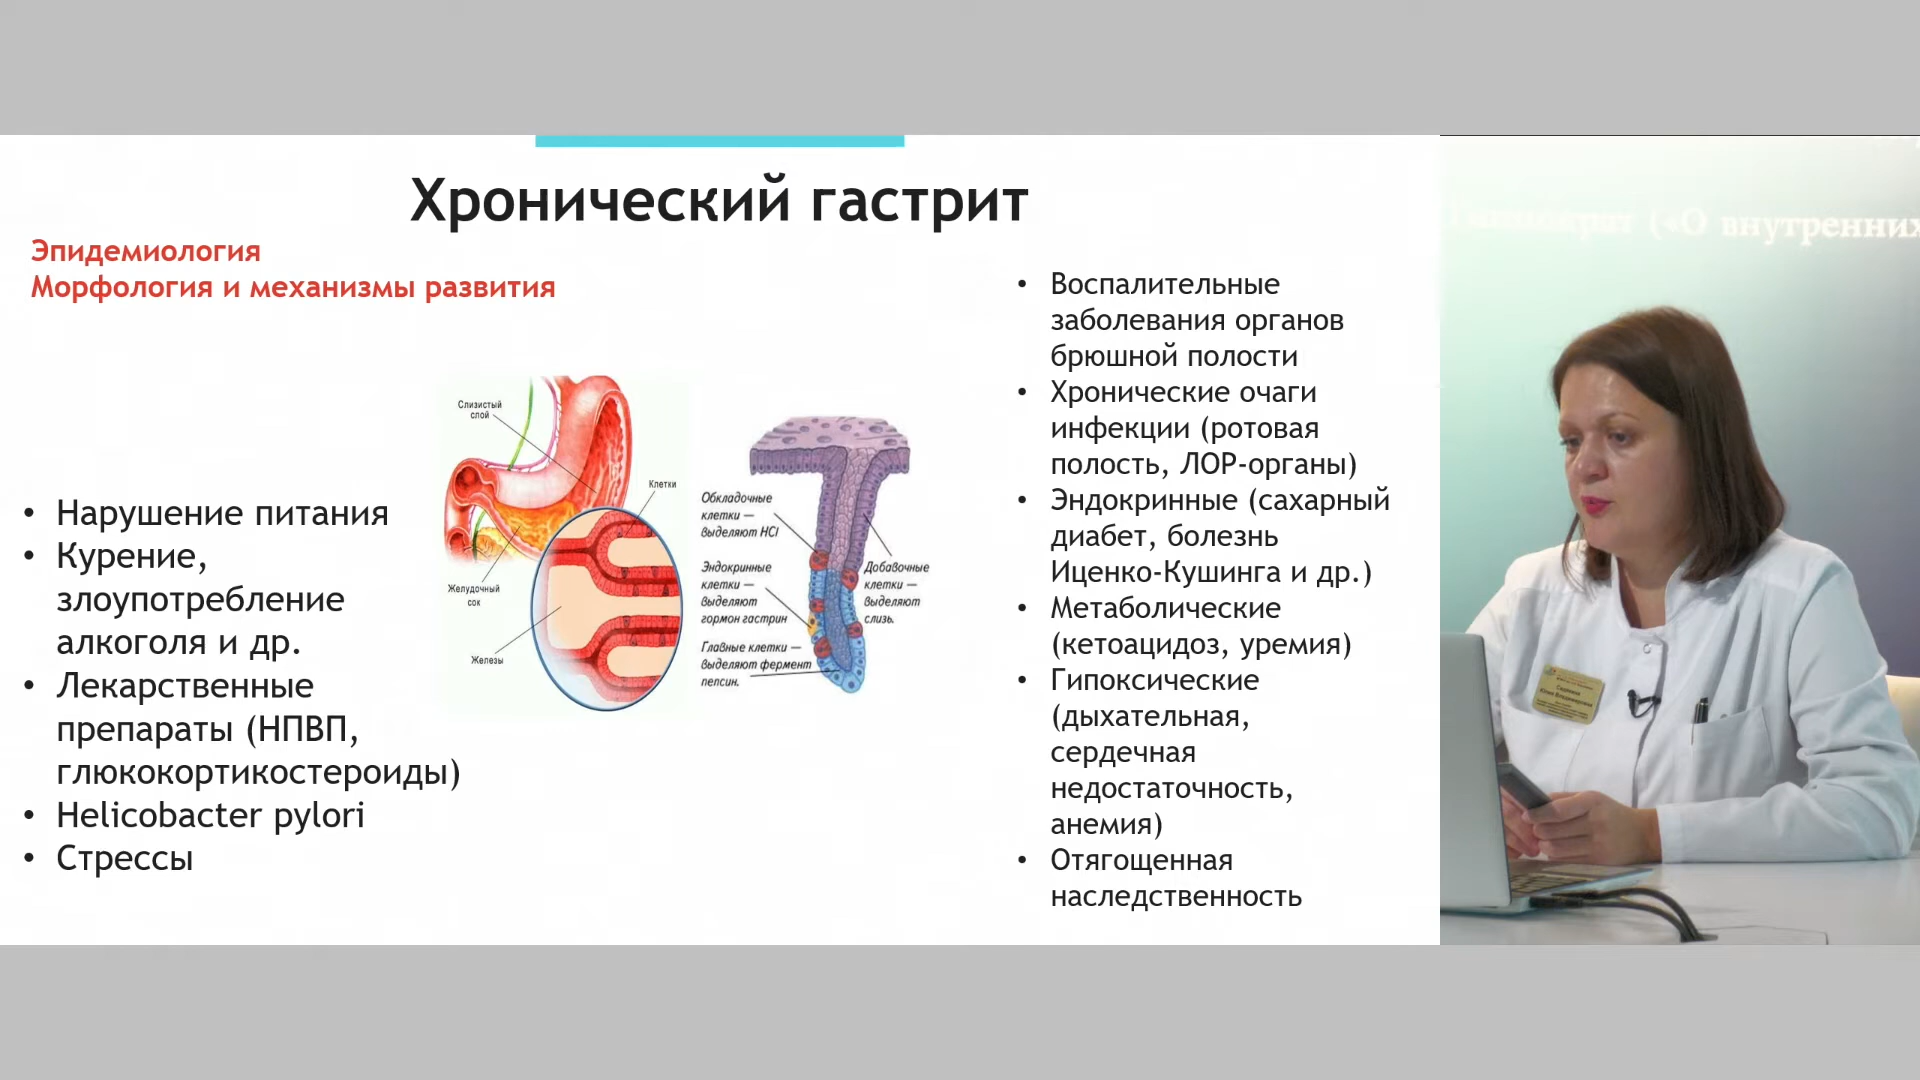 Хронический гастрит
Эпидемиология
Морфология и механизмы развития
• Нарушение питания
• Курение,
злоупотребление
алкоголя и др.
• Лекарственные
препараты (НПВП,
глюкокортикостероиды)
• Helicobacter pylori
• Стрессы
Слизистый
слой
Клетки
Желудочный
сок
Железы
Обкладочные
клетки —
выделяют HCl
Эндокринные
клетки —
выделяют
гормон гастрин
Главные клетки —
выделяют фермент
пепсин.
Добавочные
клетки —
выделяют
слизь.
• Воспалительные
заболевания органов
брюшной полости
• Хронические очаги
инфекции (ротовая
полость, ЛОР-органы)
• Эндокринные (сахарный
диабет, болезнь
Иценко-Кушинга и др.)
• Метаболические
(кетоацидоз, уремия)
• Гипоксические
(дыхательная,
сердечная
недостаточность,
анемия)
• Отягощенная
наследственность
(«О внутренних